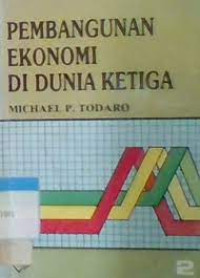 PEMBANGUNAN
EKONOMI
DI DUNIA KETIGA
MICHAEL P. TODARO
2